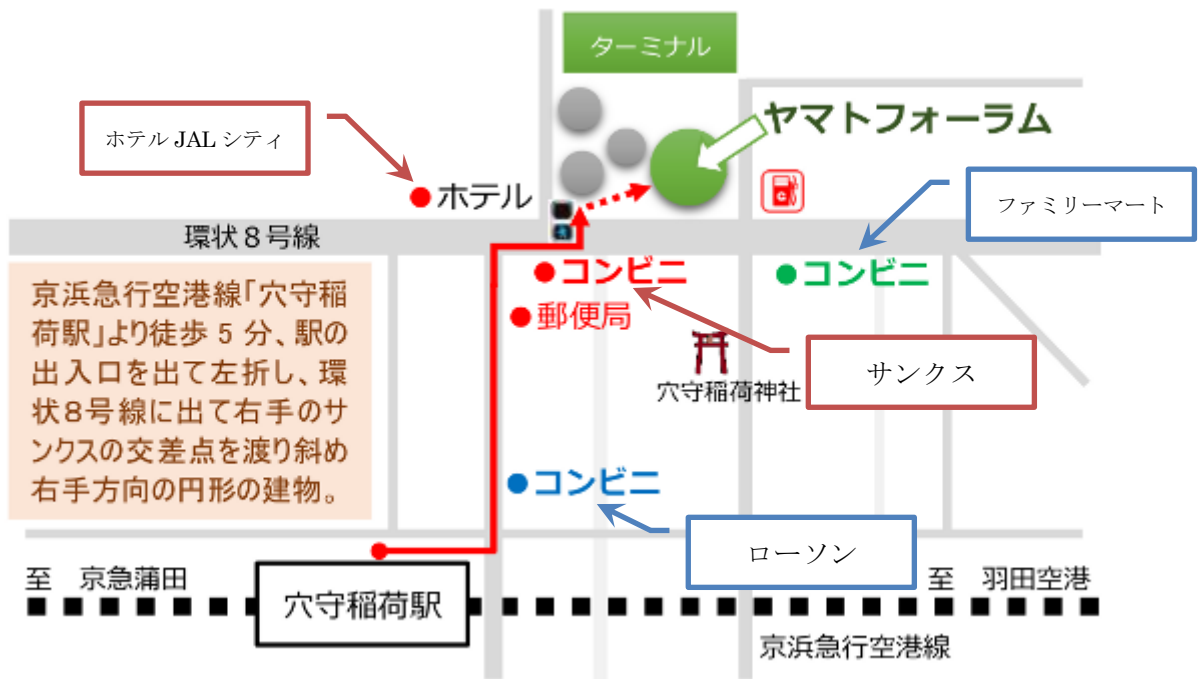 ターミナル
ヤマトフォーラム
ホテル JAL シティ
ホテル
ファミリーマート
環状８号線
コンビニ
コンビニ
郵便局
京浜急行空港線「穴守稲
荷駅」より徒歩 5 分、駅の
出入口を出て左折し、環
状８号線に出て右手のサ
ンクスの交差点を渡り斜め
右手方向の円形の建物。
サンクス
穴守稲荷神社
コンビニ
ローソン
至　京急蒲田
至　羽田空港
穴守稲荷駅
京浜急行空港線